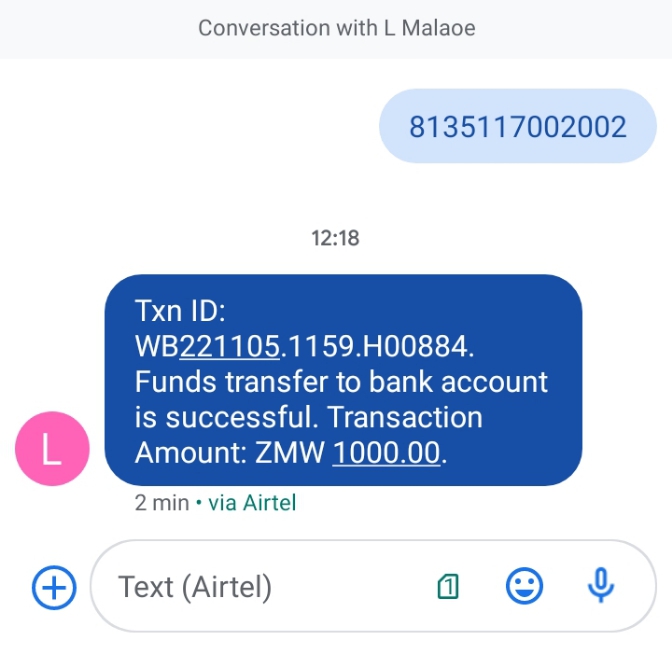 Conversation with L Malaoe
8135117002002
12:18
Txn ID:
WB221105.1159.H00884.
Funds transfer to bank account
is successful. Transaction
Amount: ZMW 1000.00.
L
2 min • via Airtel
Text (Airtel)
1